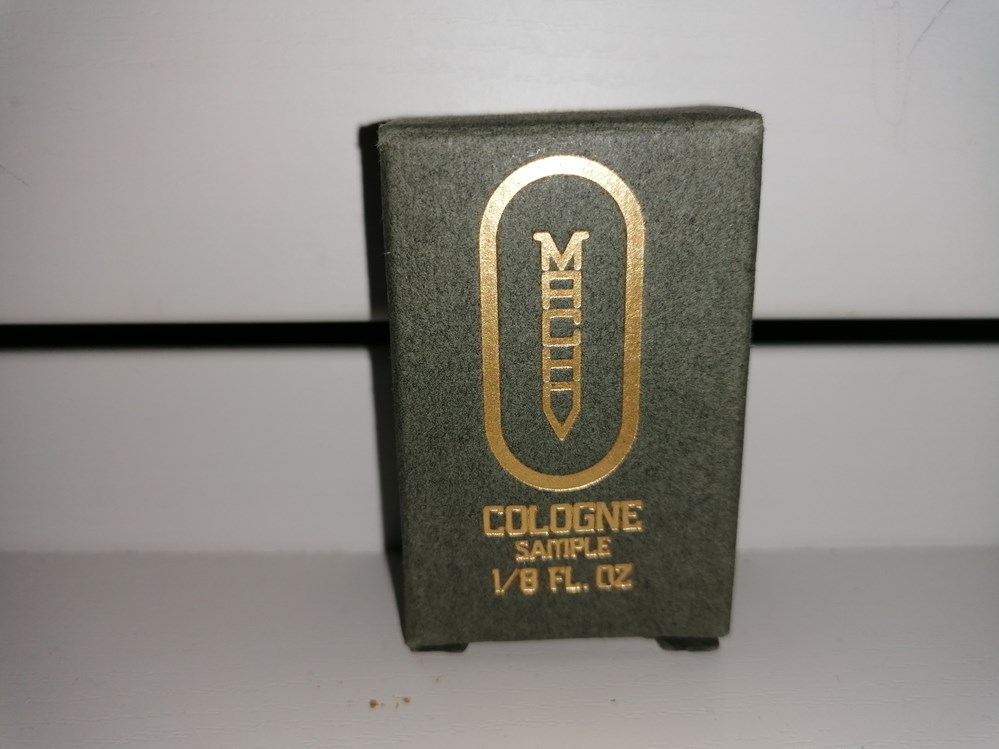 MACHO
COLOGNE
SAMPLE
1/8 FL. OZ